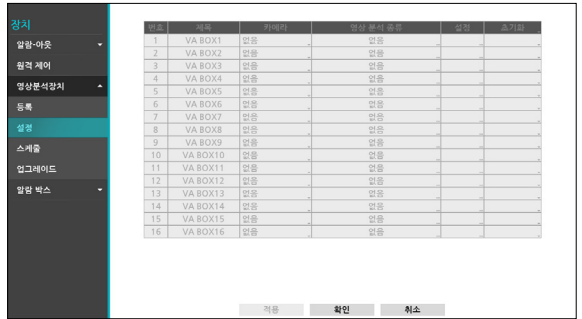 장치
알람-아웃
원격 제어
영상분석장치
등록
설정
스케줄
업그레이드
알람 박스
번호 제목 카메라 영상 분석 종류 설정 초기화
1 VA BOX1 없음 없음
2 VA BOX2 없음 없음
3 VA BOX3 없음 없음
4 VA BOX4 없음 없음
5 VA BOX5 없음 없음
6 VA BOX6 없음 없음
7 VA BOX7 없음 없음
8 VA BOX8 없음 없음
9 VA BOX9 없음 없음
10 VA BOX10 없음 없음
11 VA BOX11 없음 없음
12 VA BOX12 없음 없음
13 VA BOX13 없음 없음
14 VA BOX14 없음 없음
15 VA BOX15 없음 없음
16 VA BOX16 없음 없음
적용 확인 취소